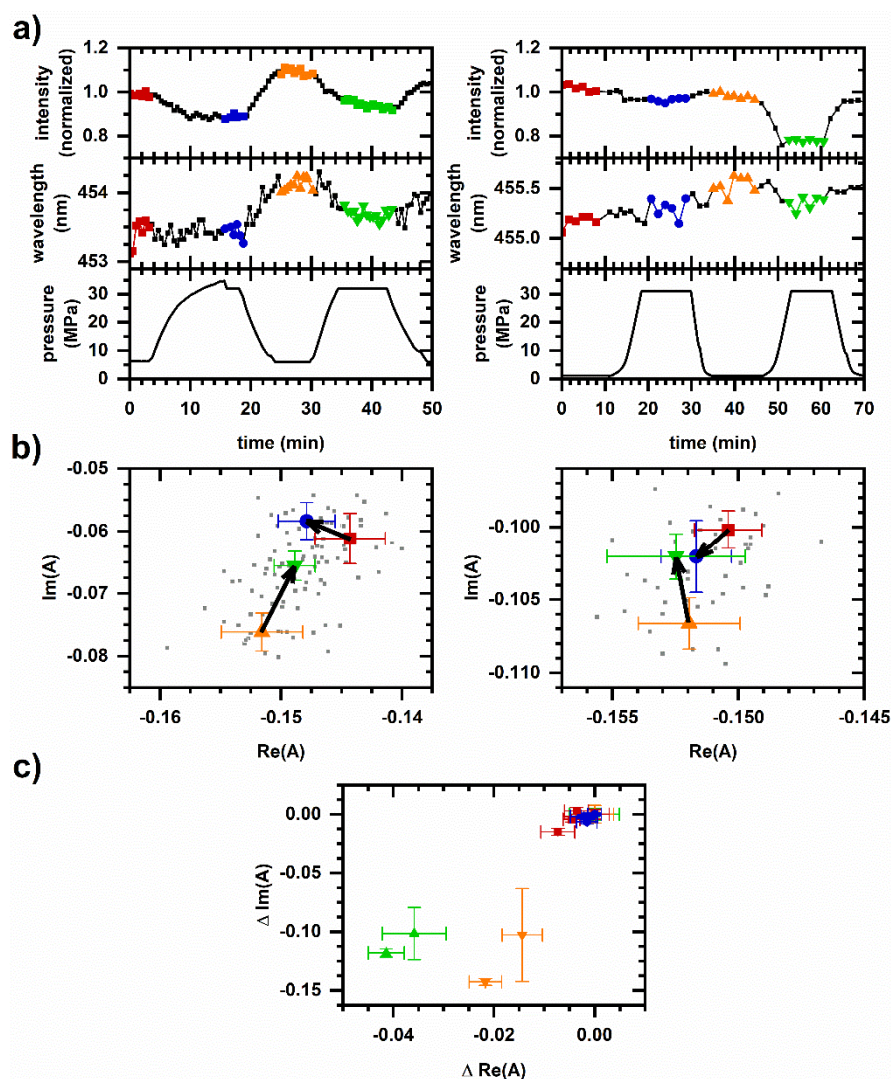 a)
1.2
1.0
0.8
intensity
(normalized)
454
453
wavelength
(nm)
30
20
10
0
pressure
(MPa)
0 10 20 30 40 50
time (min)
1.2
1.0
0.8
intensity
(normalized)
455.5
455.0
wavelength
(nm)
30
20
10
0
pressure
(MPa)
0 10 20 30 40 50 60 70
time (min)
b)
-0.05
-0.06
-0.07
-0.08
Im(A)
-0.16 -0.15 -0.14
Re(A)
-0.100
-0.105
-0.110
Im(A)
-0.155 -0.150 -0.145
Re(A)
c)
0.00
-0.05
-0.10
-0.15
Δ Im(A)
-0.04 -0.02 0.00
Δ Re(A)